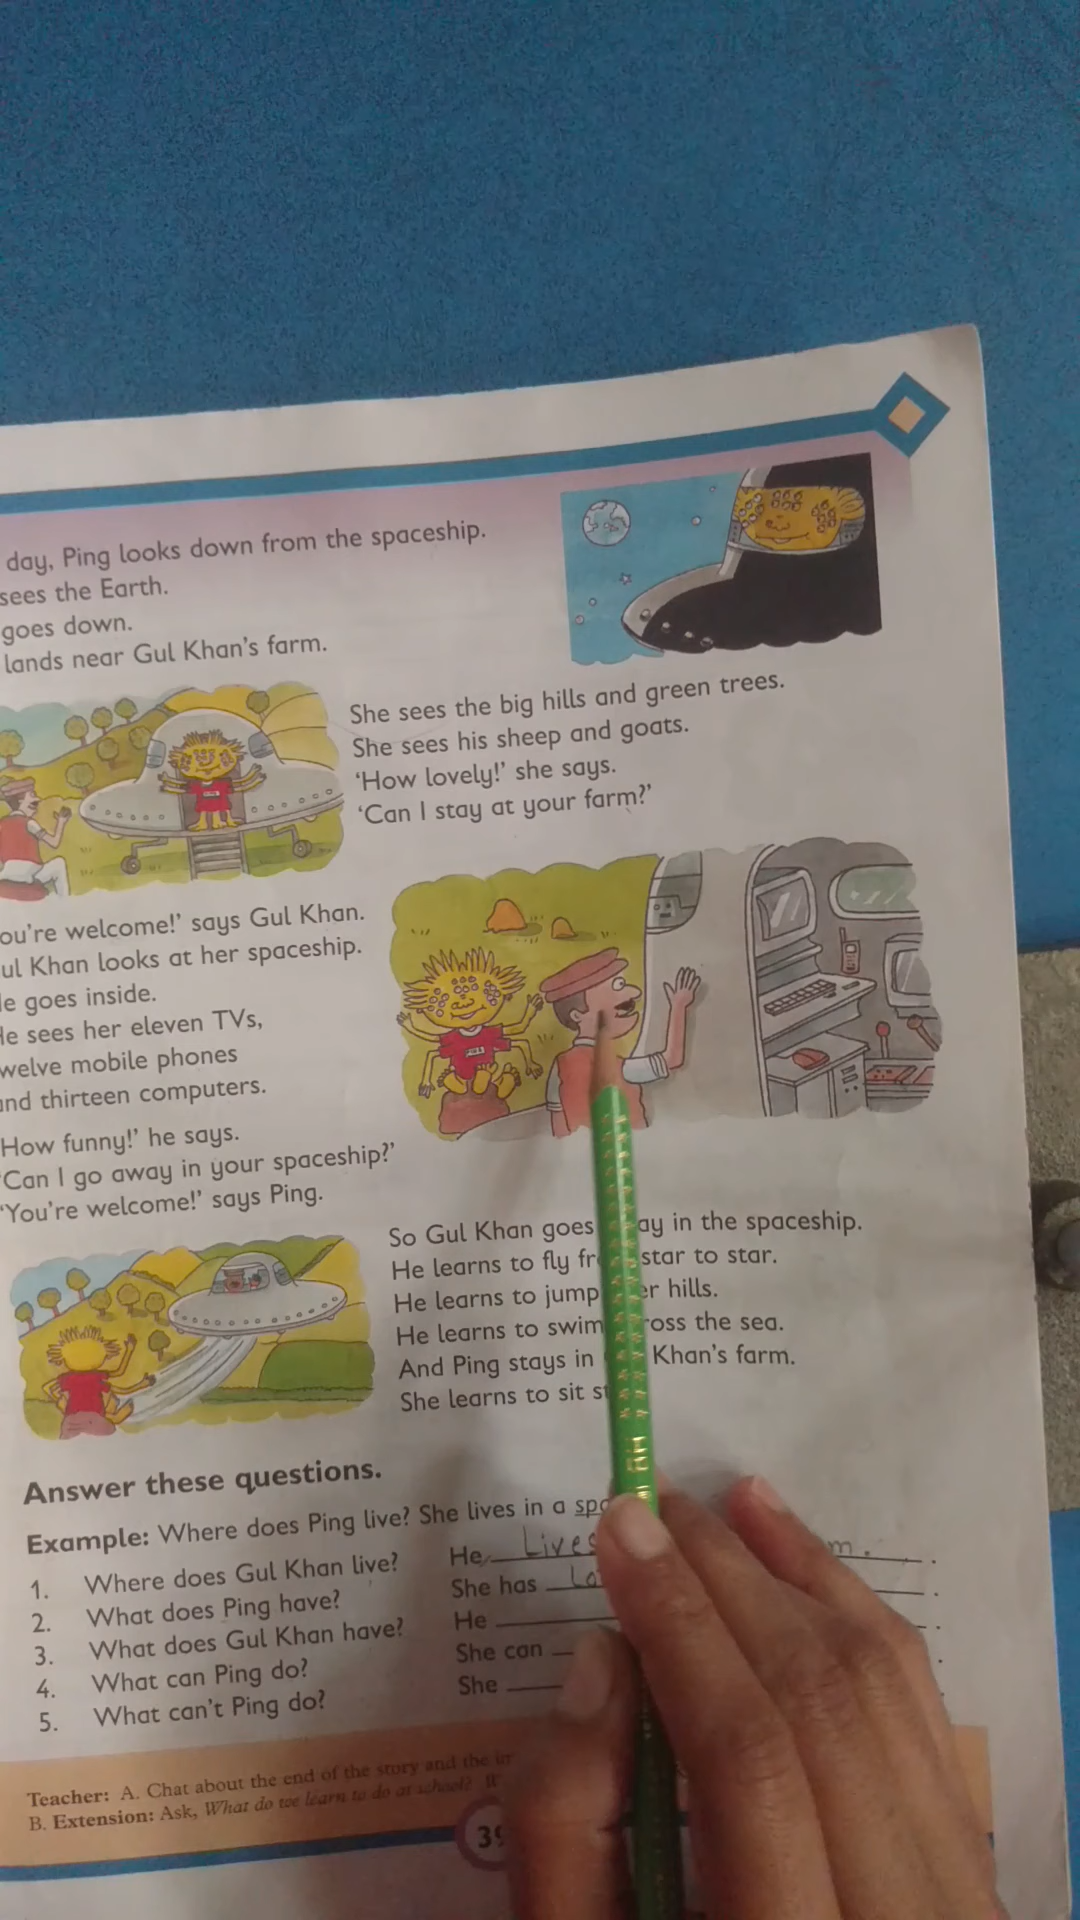 day, Ping looks down from the spaceship.
sees the Earth.
goes down.
lands near Gul Khan's farm.
She sees the big hills and green trees.
She sees his sheep and goats.
'How lovely!' she says.
'Can I stay at your farm?'
ou're welcome!' says Gul Khan.
ul Khan looks at her spaceship.
He goes inside.
He sees her eleven TVs,
welve mobile phones
and thirteen computers.
How funny!' he says.
'Can I go away in your spaceship?'
'You're welcome!' says Ping.
So Gul Khan goes ay in the spaceship.
He learns to fly fr star to star.
He learns to jump er hills.
He learns to swim ross the sea.
And Ping stays in Khan's farm.
She learns to sit st
Answer these questions.
Example: Where does Ping live? She lives in a spa
1. Where does Gul Khan live? He Lives m.
2. What does Ping have? She has lo
3. What does Gul Khan have? He
4. What can Ping do? She can
5. What can't Ping do? She
Teacher: A. Chat about the end of the story and the
B. Extension: Ask, What do we learn to do at school?
39